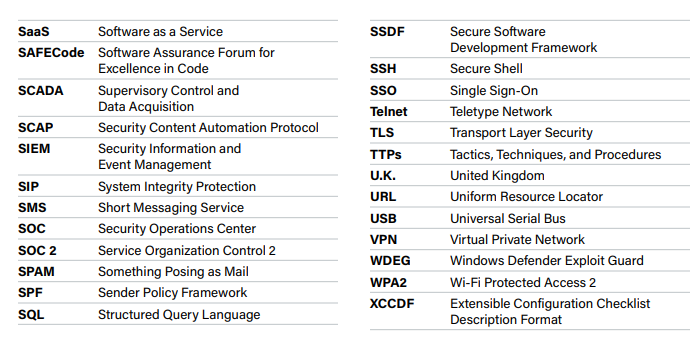 SaaS Software as a Service
SAFECode Software Assurance Forum for
Excellence in Code
SCADA Supervisory Control and
Data Acquisition
SCAP Security Content Automation Protocol
SIEM Security Information and
Event Management
SIP System Integrity Protection
SMS Short Messaging Service
SOC Security Operations Center
SOC 2 Service Organization Control 2
SPAM Something Posing as Mail
SPF Sender Policy Framework
SQL Structured Query Language
SSDF Secure Software
Development Framework
SSH Secure Shell
SSO Single Sign-On
Telnet Teletype Network
TLS Transport Layer Security
TTPs Tactics, Techniques, and Procedures
U.K. United Kingdom
URL Uniform Resource Locator
USB Universal Serial Bus
VPN Virtual Private Network
WDEG Windows Defender Exploit Guard
WPA2 Wi-Fi Protected Access 2
XCCDF Extensible Configuration Checklist
Description Format